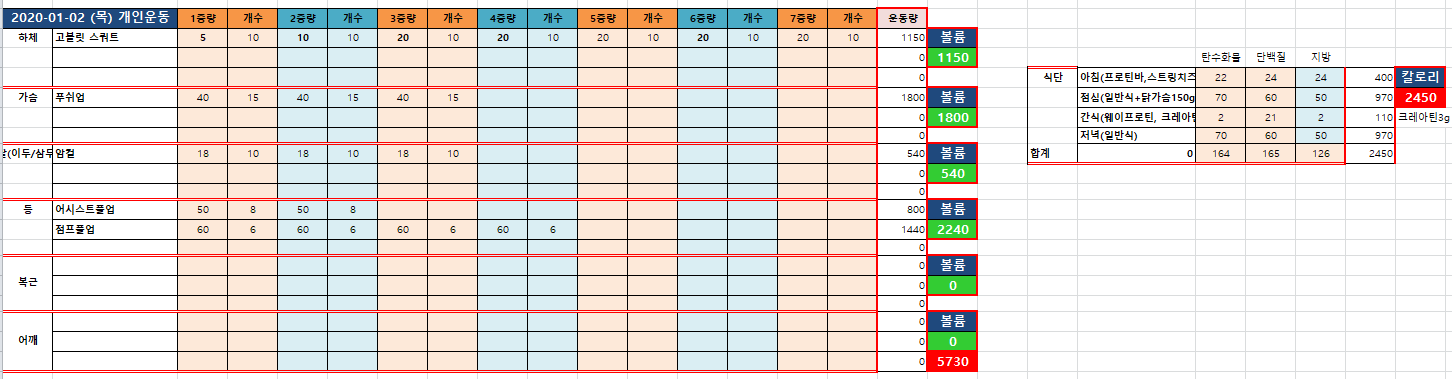 2020-01-02 (목) 개인운동 1중량 개수 2중량 개수 3중량 개수 4중량 개수 5중량 개수 6중량 개수 7중량 개수 운동량
하체 고블릿 스쿼트 5 10 10 10 20 10 20 10 20 10 20 10 20 10 1150 볼륨
0 1150 탄수화물 단백질 지방
0 식단 아침(프로틴바,스트링치즈 22 24 24 400 칼로리
가슴 푸쉬업 40 15 40 15 40 15 1800 볼륨 점심(일반식+닭가슴150g 70 60 50 970 2450
0 1800 간식(웨이프로틴, 크레아틴 2 21 2 110 크레아틴3g
0 저녁(일반식) 70 60 50 970
(이두/삼두 암컬 18 10 18 10 18 10 540 볼륨 합계 0 164 165 126 2450
0 540
0
등 어시스트풀업 50 8 50 8 800 볼륨
점프풀업 60 6 60 6 60 6 60 6 1440 2240
0
0 볼륨
복근 0 0
0
0 볼륨
어깨 0 0
0 5730